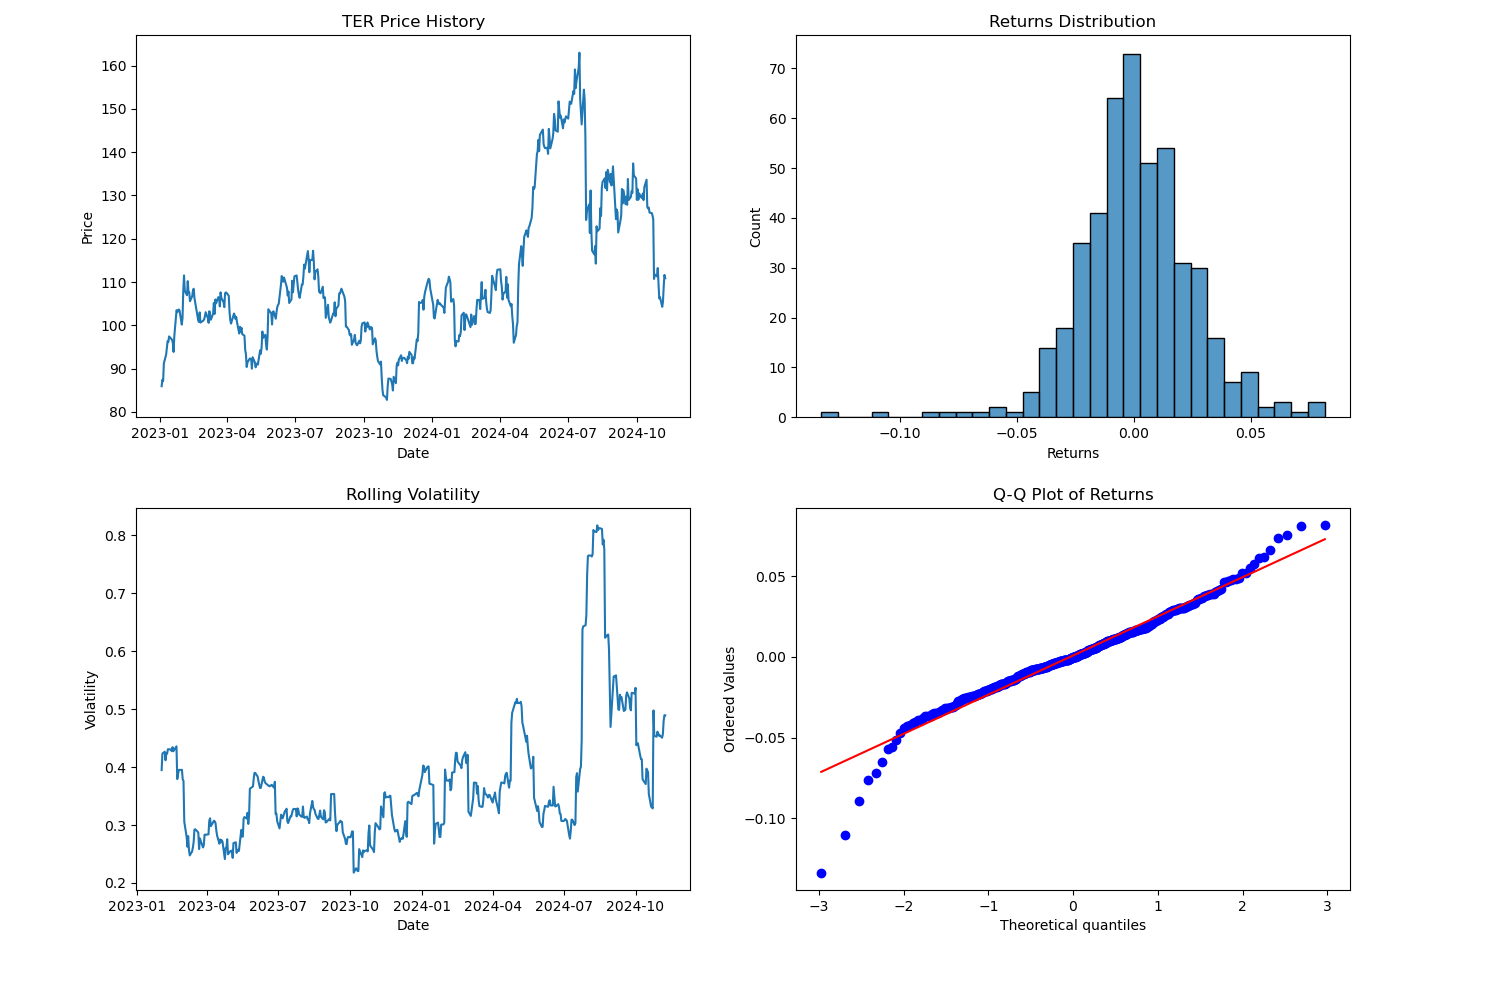 TER Price History
160
150
140
130
120
110
100
90
80
Price
2023-01 2023-04 2023-07 2023-10 2024-01 2024-04 2024-07 2024-10
Date
Returns Distribution
70
60
50
40
30
20
10
0
Count
−0.10 −0.05 0.00 0.05
Returns
Rolling Volatility
0.8
0.7
0.6
0.5
0.4
0.3
0.2
Volatility
2023-01 2023-04 2023-07 2023-10 2024-01 2024-04 2024-07 2024-10
Date
Q-Q Plot of Returns
0.05
0.00
−0.05
−0.10
Ordered Values
−3 −2 −1 0 1 2 3
Theoretical quantiles